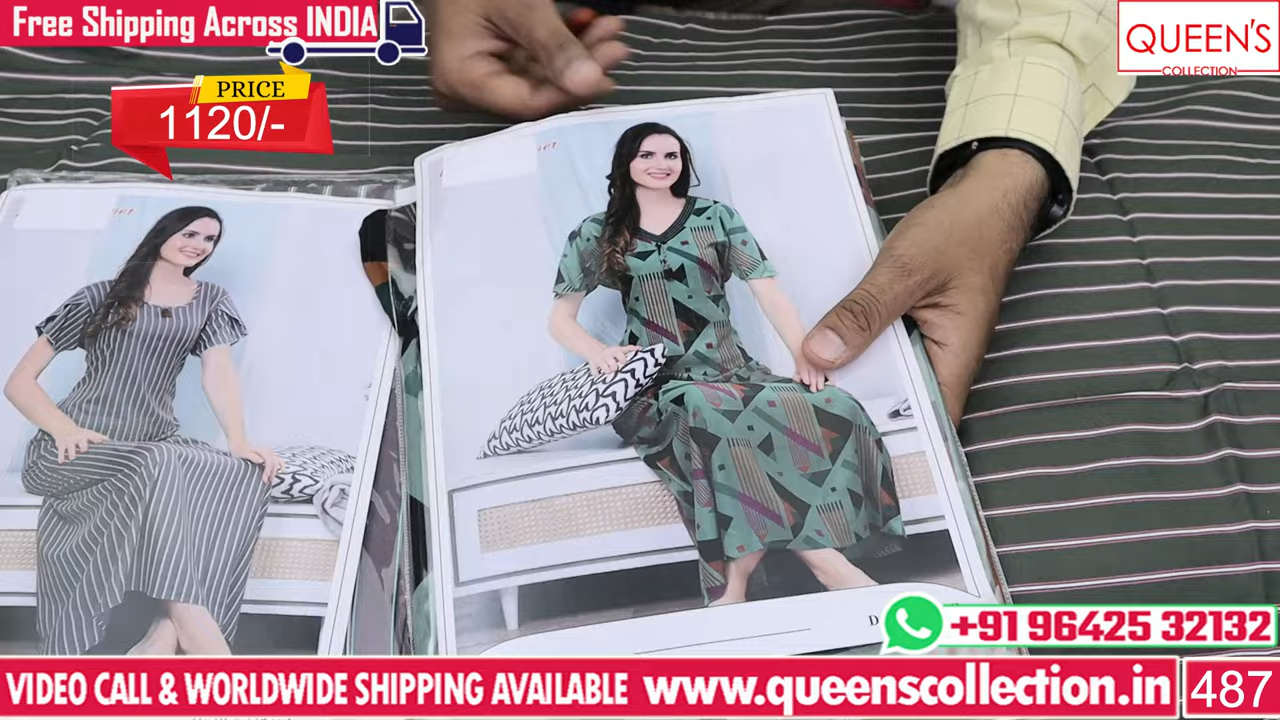 Free Shipping Across INDIA
PRICE
1120/-
QUEEN'S
COLLECTION
D
+91 96425 32132
VIDEO CALL & WORLDWIDE SHIPPING AVAILABLE www.queenscollection.in 487